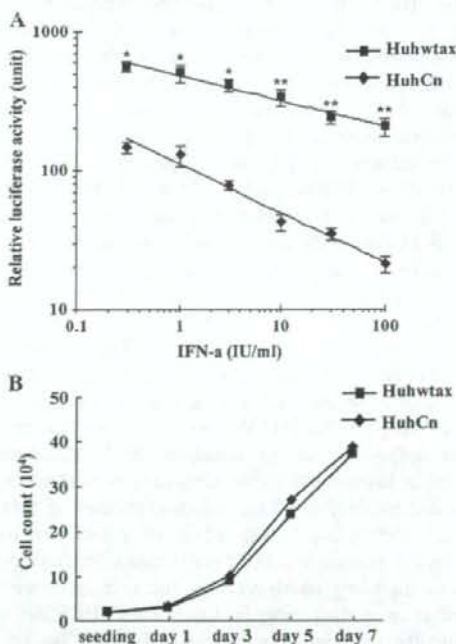 A
1000
100
10
Relative luciferase acivity (unit)
* * * ** ** **
Huhwtax
HuhCn
0.1 1 10 100
IFN-a (IU/ml)
B
50
40
30
20
10
0
Cell count (10⁴)
Huhwtax
HuhCn
seeding day 1 day 3 day 5 day 7